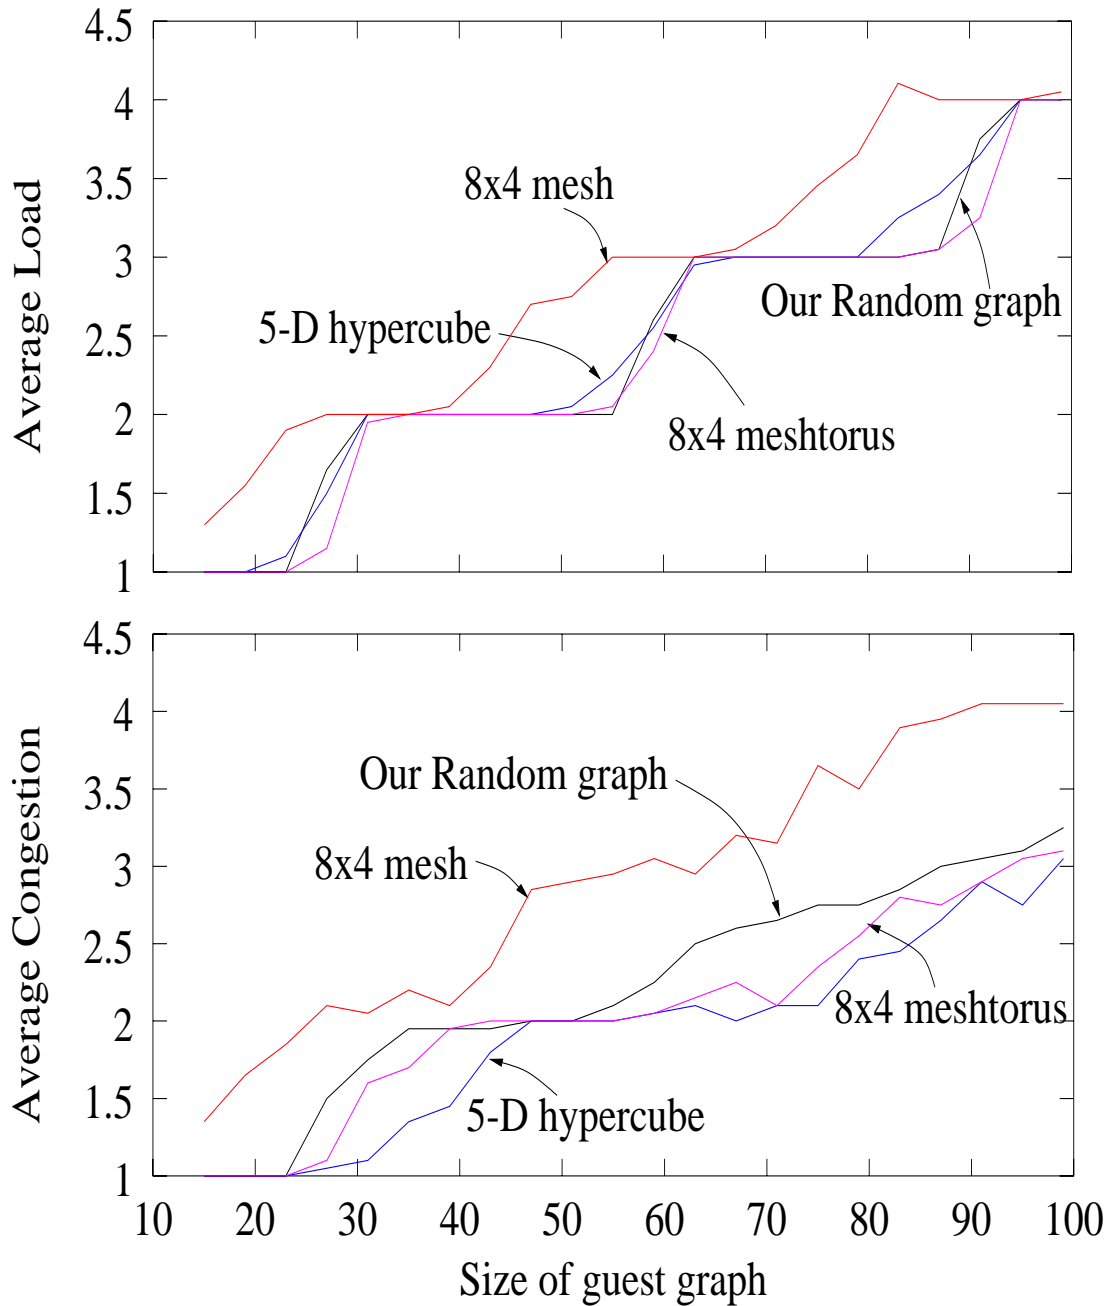 4.5
4
3.5
3
2.5
2
1.5
1
Average Load
8x4 mesh
5-D hypercube
Our Random graph
8x4 meshtorus
4.5
4
3.5
3
2.5
2
1.5
1
Average Congestion
Our Random graph
8x4 mesh
8x4 meshtorus
5-D hypercube
10 20 30 40 50 60 70 80 90 100
Size of guest graph